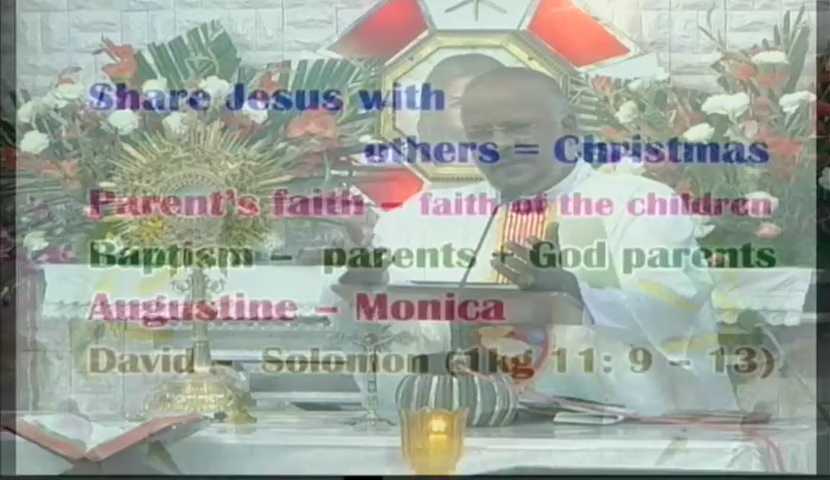 Share Jesus with
others = Christmas
Parent's faith – faith of the children
Baptism – parents + God parents
Augustine – Monica
David – Solomon (1kg 11: 9 – 13)